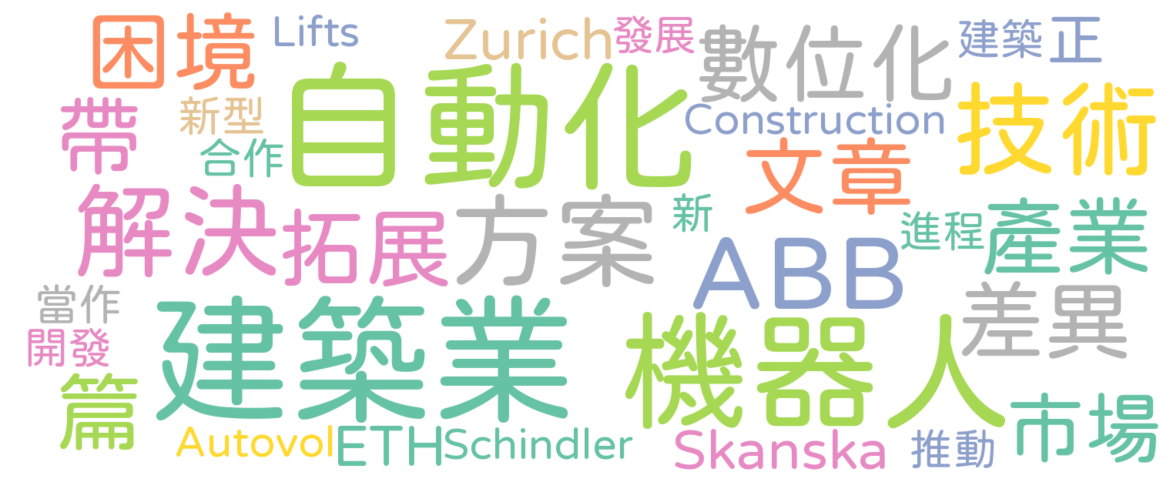 困境
Lifts
Zurich
發展
數位化
建築
正
帶
新型
合作
自動化
Construction
技術
文章
解決
拓展
方案
新
ABB
進程
產業
當作
開發
建築業
機器人
差異
篇
Autovol
ETH
Schindler
Skanska
推動
市場